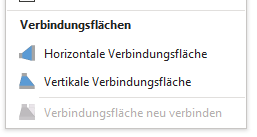 Verbindungsflächen
Horizontale Verbindungsfläche
Vertikale Verbindungsfläche
Verbindungsfläche neu verbinden